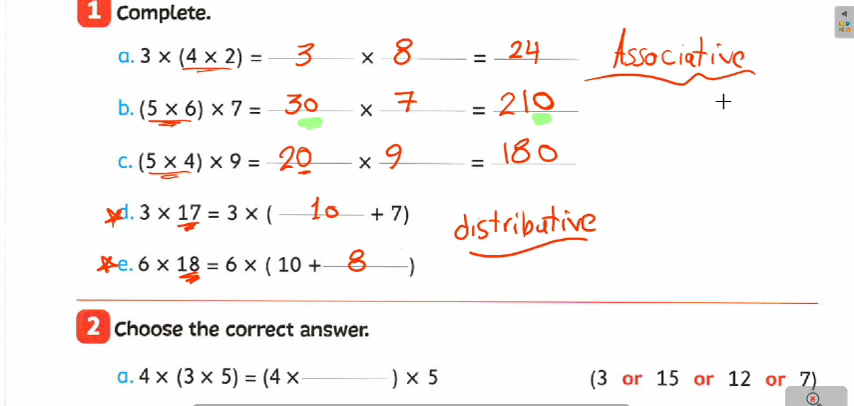 1 Complete.
a. 3 × (4 × 2) = 3 × 8 = 24 Associative
b. (5 × 6) × 7 = 30 × 7 = 210
c. (5 × 4) × 9 = 20 × 9 = 180
d. 3 × 17 = 3 × ( 10 + 7) distributive
e. 6 × 18 = 6 × ( 10 + 8 )
2 Choose the correct answer.
a. 4 × (3 × 5) = (4 × ) × 5 (3 or 15 or 12 or 7)